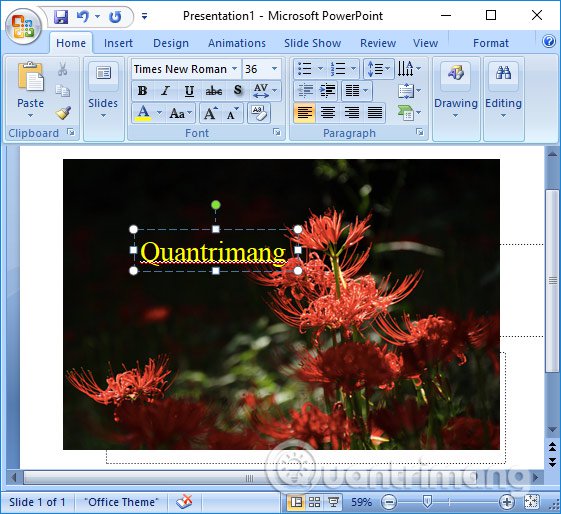 Presentation1 - Microsoft PowerPoint
Home Insert Design Animations Slide Show Review View Format
Times New Roman 36
Paste Slides B I U abc S AV Drawing Editing
A Aa A A
Clipboard Font Paragraph
Quantrimang
Quantrimang
Slide 1 of 1 "Office Theme" 59%